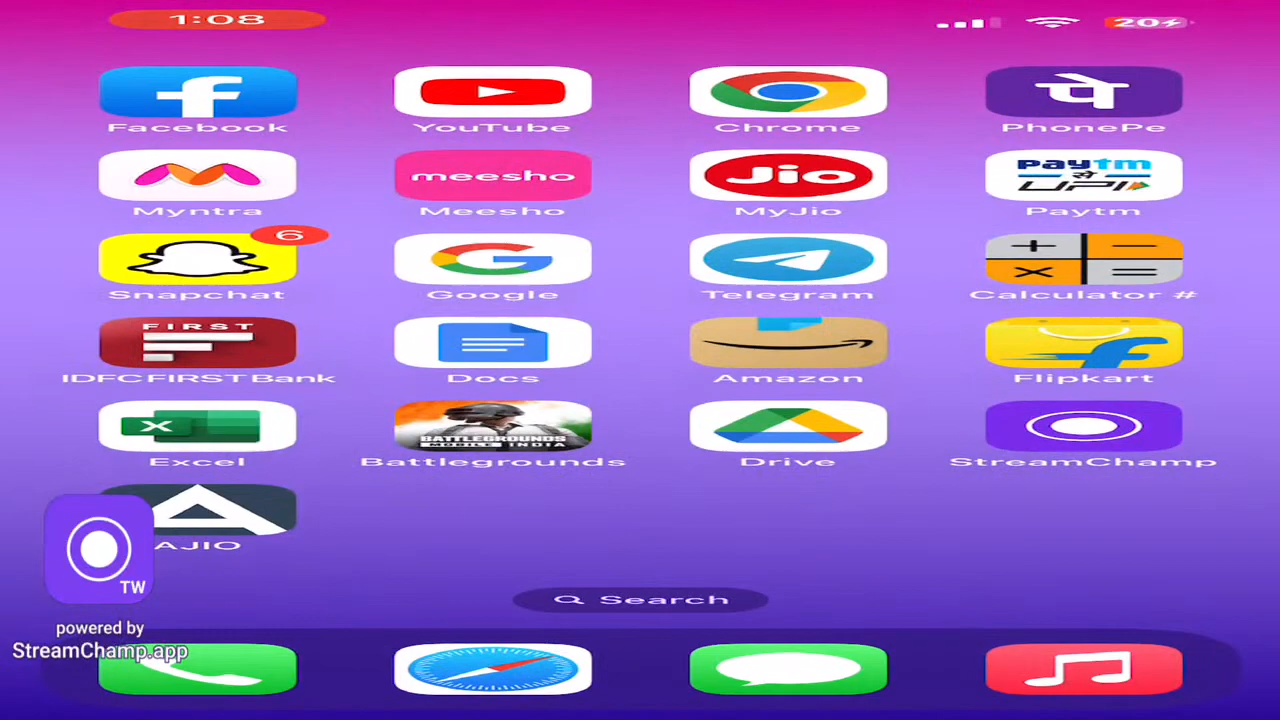 1:08
20
Facebook
YouTube
Chrome
पे
PhonePe
Myntra
meesho
Meesho
Jio
MyJio
paytm
से
UPI
Paytm
6
Snapchat
Google
Telegram
Calculator #
FIRST
IDFC FIRST Bank
Docs
Amazon
Flipkart
X
Excel
BATTLEGROUNDS
MOBILE INDIA
Battlegrounds
Drive
StreamChamp
AJIO
TW
powered by
StreamChamp.app
Search